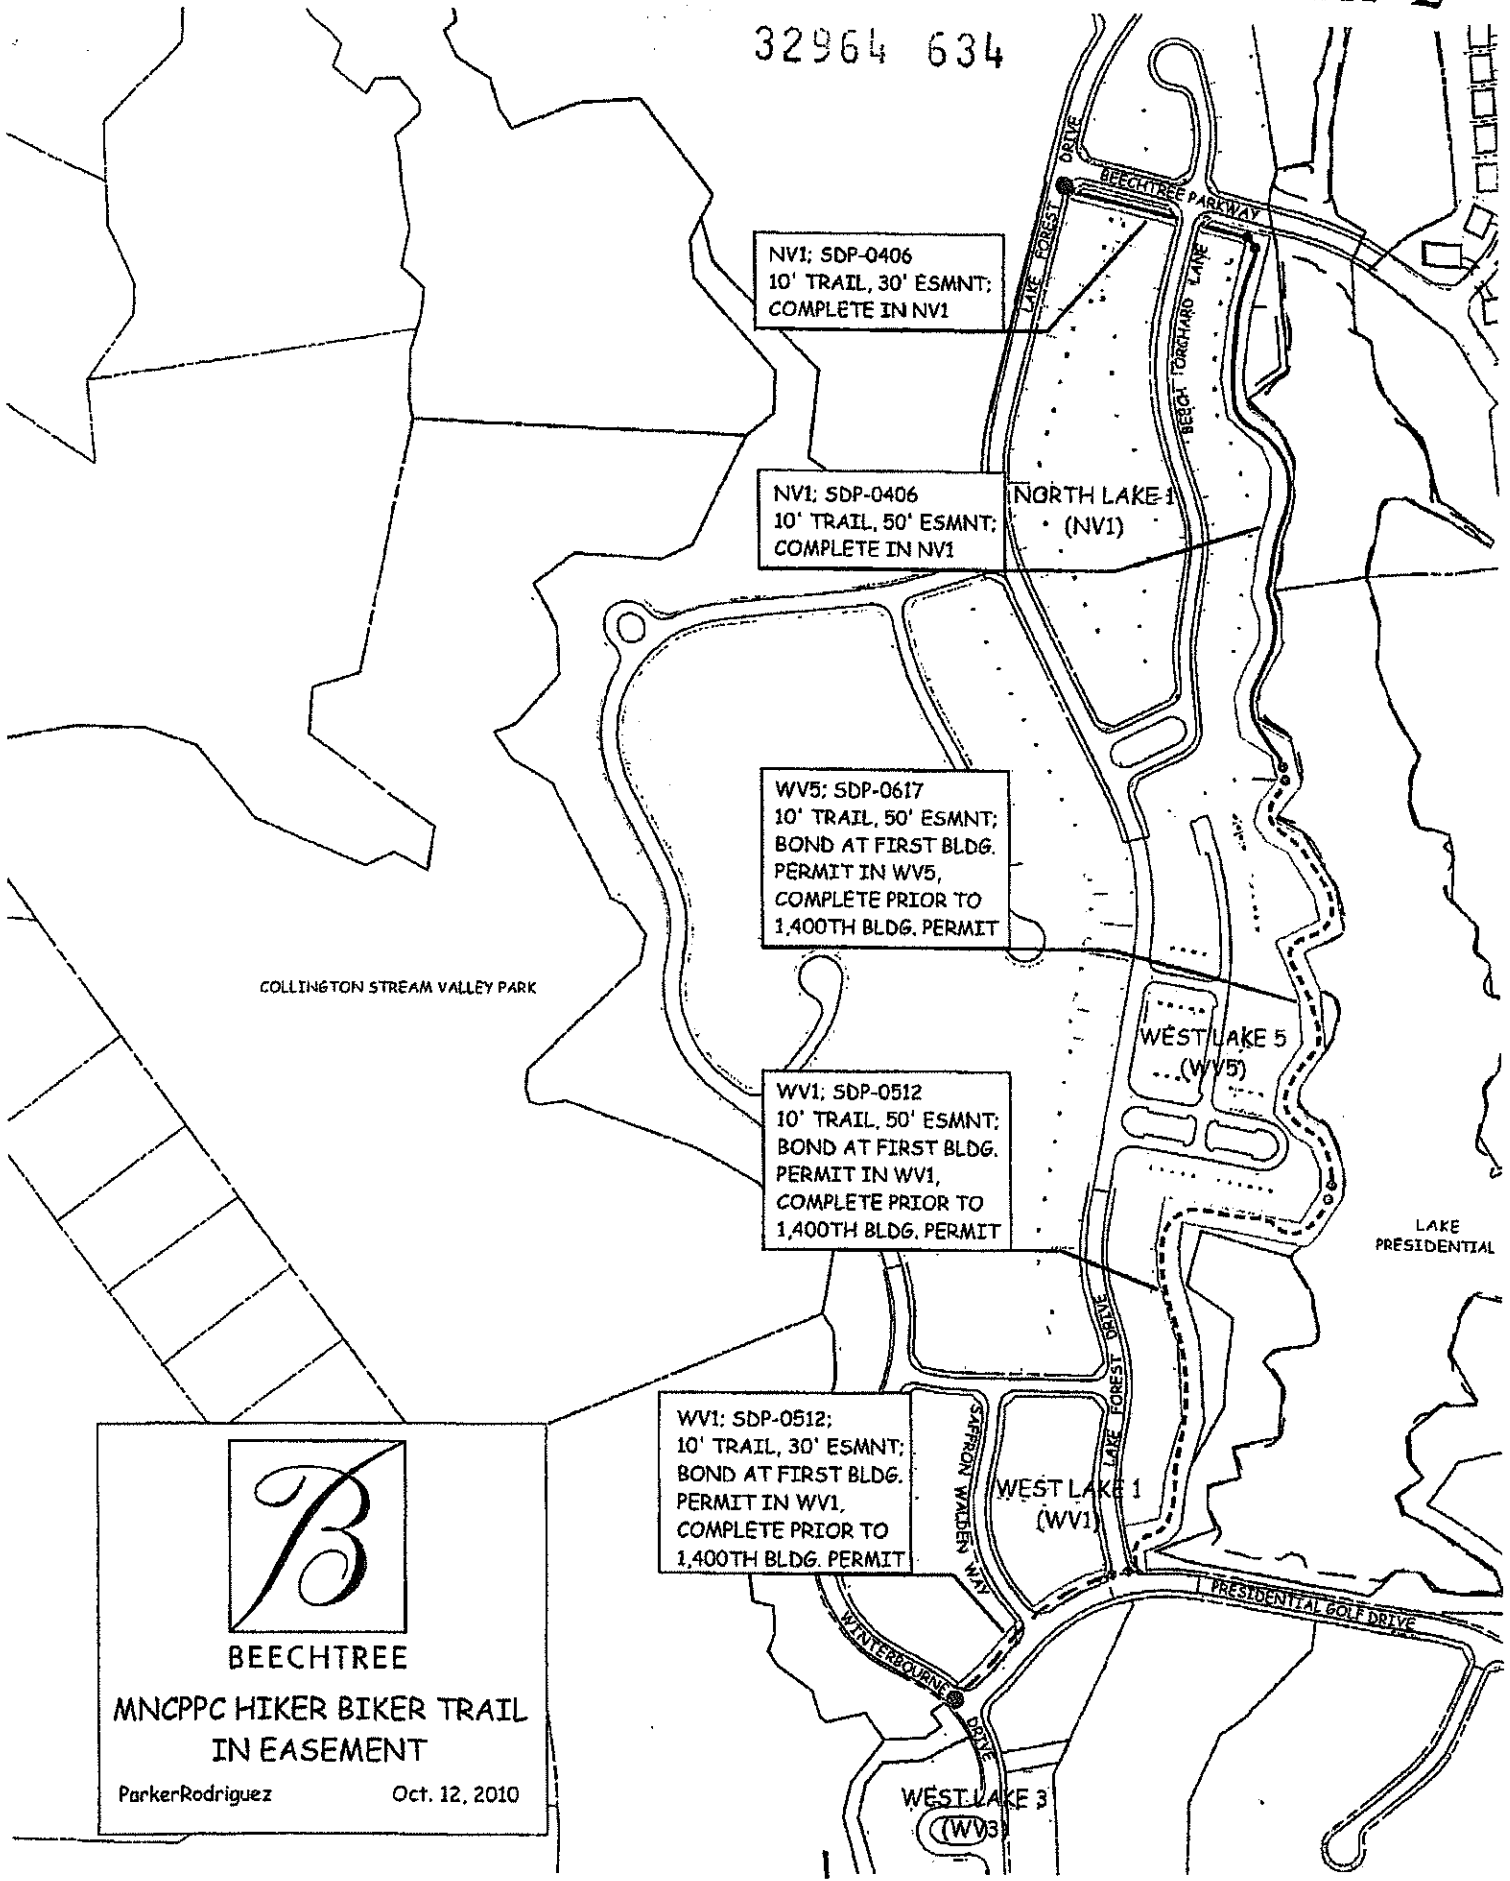 32964 634
DRIVE
BEECHTREE PARKWAY
LAKE FOREST
BEECH ORCHARD LANE
NV1; SDP-0406
10' TRAIL, 30' ESMNT;
COMPLETE IN NV1
NV1; SDP-0406
10' TRAIL, 50' ESMNT;
COMPLETE IN NV1
NORTH LAKE 1
(NV1)
WV5; SDP-0617
10' TRAIL, 50' ESMNT;
BOND AT FIRST BLDG.
PERMIT IN WV5,
COMPLETE PRIOR TO
1,400TH BLDG. PERMIT
COLLINGTON STREAM VALLEY PARK
WEST LAKE 5
(WV5)
WV1; SDP-0512
10' TRAIL, 50' ESMNT;
BOND AT FIRST BLDG.
PERMIT IN WV1,
COMPLETE PRIOR TO
1,400TH BLDG. PERMIT
LAKE
PRESIDENTIAL
LAKE FOREST DRIVE
WV1; SDP-0512;
10' TRAIL, 30' ESMNT;
BOND AT FIRST BLDG.
PERMIT IN WV1,
COMPLETE PRIOR TO
1,400TH BLDG. PERMIT
SAFFRON WALDEN WAY
WEST LAKE 1
(WV1)
PRESIDENTIAL GOLF DRIVE
WINTERBOURNE
DRIVE
WEST LAKE 3
(WV3)
B
BEECHTREE
MNCPPC HIKER BIKER TRAIL
IN EASEMENT
ParkerRodriguez Oct. 12, 2010